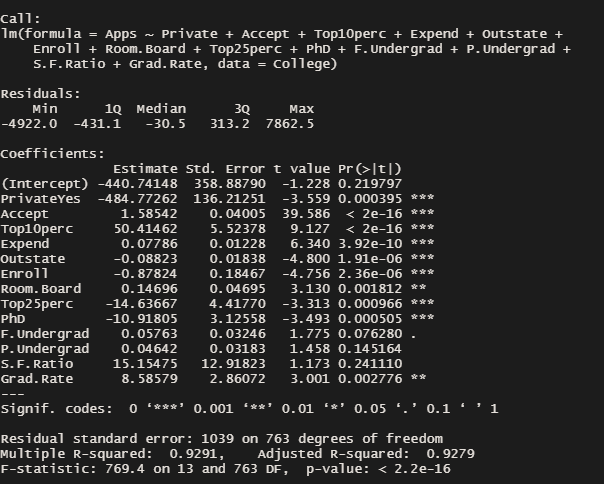 Call:
lm(formula = Apps ~ Private + Accept + Top10perc + Expend + Outstate +
    Enroll + Room.Board + Top25perc + PhD + F.Undergrad + P.Undergrad +
    S.F.Ratio + Grad.Rate, data = College)

Residuals:
    Min      1Q  Median      3Q     Max
-4922.0  -431.1   -30.5   313.2  7862.5

Coefficients:
              Estimate Std. Error t value Pr(>|t|)
(Intercept) -440.74148  358.88790  -1.228 0.219797
PrivateYes  -484.77262  136.21251  -3.559 0.000395 ***
Accept         1.58542    0.04005  39.586  < 2e-16 ***
Top10perc     50.41462    5.52378   9.127  < 2e-16 ***
Expend         0.07786    0.01228   6.340 3.92e-10 ***
Outstate      -0.08823    0.01838  -4.800 1.91e-06 ***
Enroll        -0.87824    0.18467  -4.756 2.36e-06 ***
Room.Board     0.14696    0.04695   3.130 0.001812 **
Top25perc    -14.63667    4.41770  -3.313 0.000966 ***
PhD          -10.91805    3.12558  -3.493 0.000505 ***
F.Undergrad    0.05763    0.03246   1.775 0.076280 .
P.Undergrad    0.04642    0.03183   1.458 0.145164
S.F.Ratio     15.15475   12.91823   1.173 0.241110
Grad.Rate      8.58579    2.86072   3.001 0.002776 **
---
Signif. codes:  0 ‘***’ 0.001 ‘**’ 0.01 ‘*’ 0.05 ‘.’ 0.1 ‘ ’ 1

Residual standard error: 1039 on 763 degrees of freedom
Multiple R-squared:  0.9291,    Adjusted R-squared:  0.9279
F-statistic: 769.4 on 13 and 763 DF,  p-value: < 2.2e-16